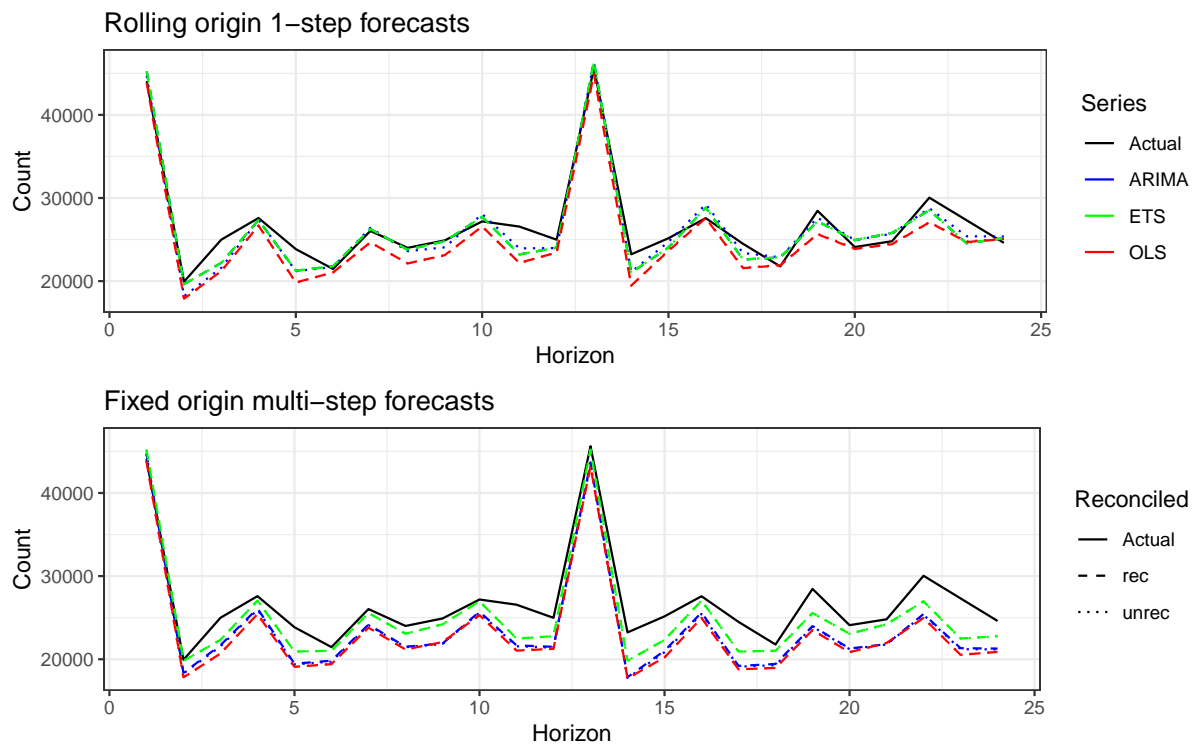 Rolling origin 1−step forecasts
40000
30000
20000
Count
0 5 10 15 20 25
Horizon
Series
Actual
ARIMA
ETS
OLS
Fixed origin multi−step forecasts
40000
30000
20000
Count
0 5 10 15 20 25
Horizon
Reconciled
Actual
rec
unrec